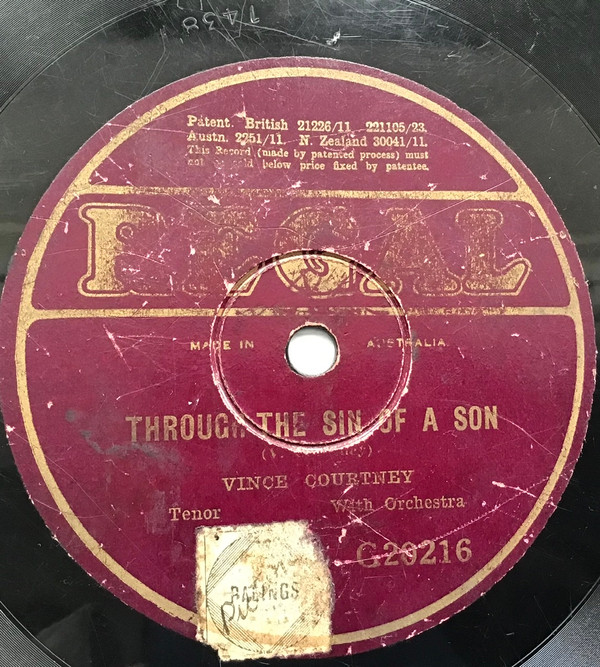 7438
Patent. British 21226/11 221105/23.
Austn. 2251/11. N. Zealand 30041/11.
This Record (made by patented process) must
below price fixed by patentee.
REGAL
MADE IN AUSTRALIA
THROUGH THE SIN OF A SON
VINCE COURTNEY
Tenor With Orchestra
G20216
PALINGS